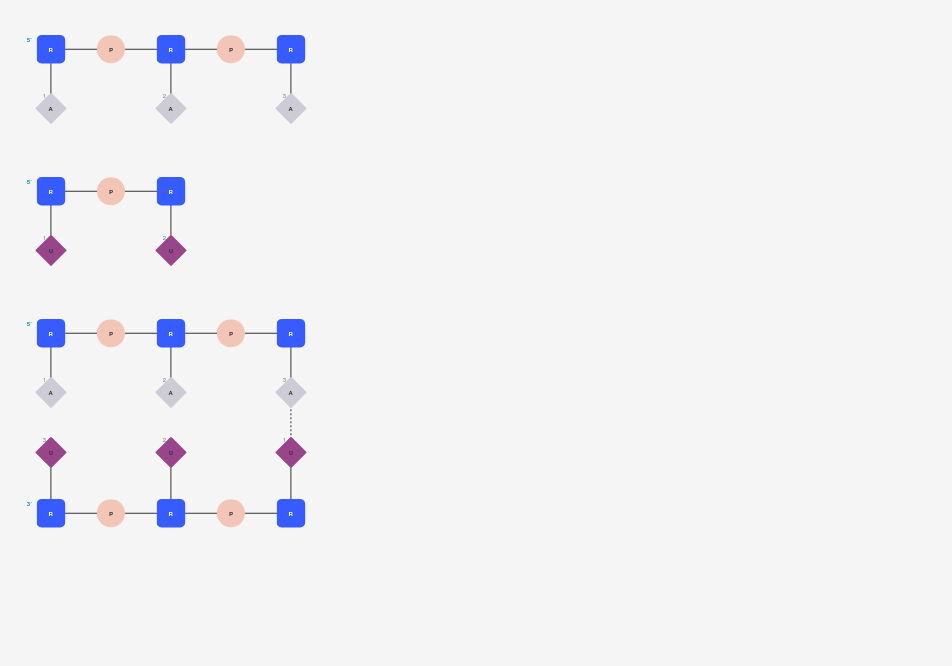 5' R P R P R
1 2 3
A A A
5' R P R
1 2
U U
5' R P R P R
1 2 3
A A A
3 2 1
U U U
3' R P R P R